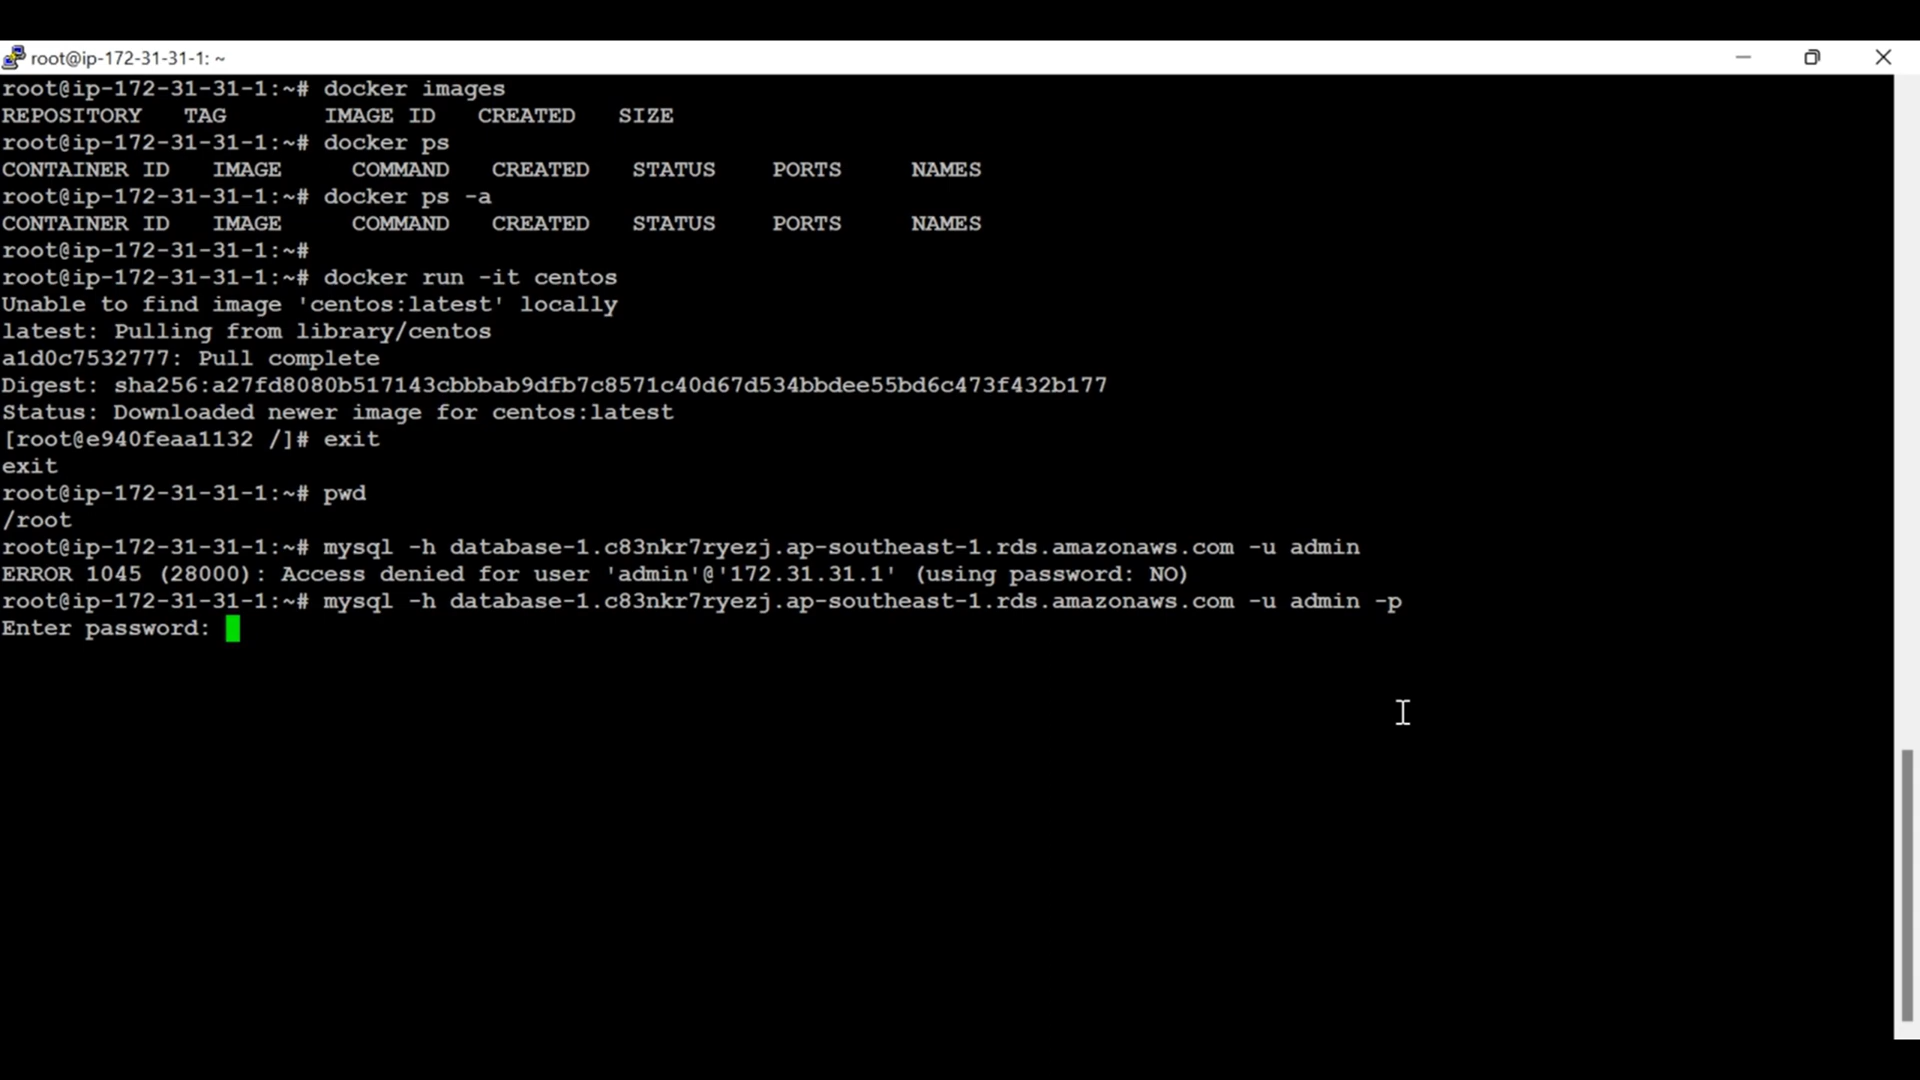 root@ip-172-31-31-1: ~
root@ip-172-31-31-1:~# docker images
REPOSITORY   TAG       IMAGE ID   CREATED   SIZE
root@ip-172-31-31-1:~# docker ps
CONTAINER ID   IMAGE     COMMAND   CREATED   STATUS    PORTS     NAMES
root@ip-172-31-31-1:~# docker ps -a
CONTAINER ID   IMAGE     COMMAND   CREATED   STATUS    PORTS     NAMES
root@ip-172-31-31-1:~#
root@ip-172-31-31-1:~# docker run -it centos
Unable to find image 'centos:latest' locally
latest: Pulling from library/centos
a1d0c7532777: Pull complete
Digest: sha256:a27fd8080b517143cbbbab9dfb7c8571c40d67d534bbdee55bd6c473f432b177
Status: Downloaded newer image for centos:latest
[root@e940feaa1132 /]# exit
exit
root@ip-172-31-31-1:~# pwd
/root
root@ip-172-31-31-1:~# mysql -h database-1.c83nkr7ryezj.ap-southeast-1.rds.amazonaws.com -u admin
ERROR 1045 (28000): Access denied for user 'admin'@'172.31.31.1' (using password: NO)
root@ip-172-31-31-1:~# mysql -h database-1.c83nkr7ryezj.ap-southeast-1.rds.amazonaws.com -u admin -p
Enter password: